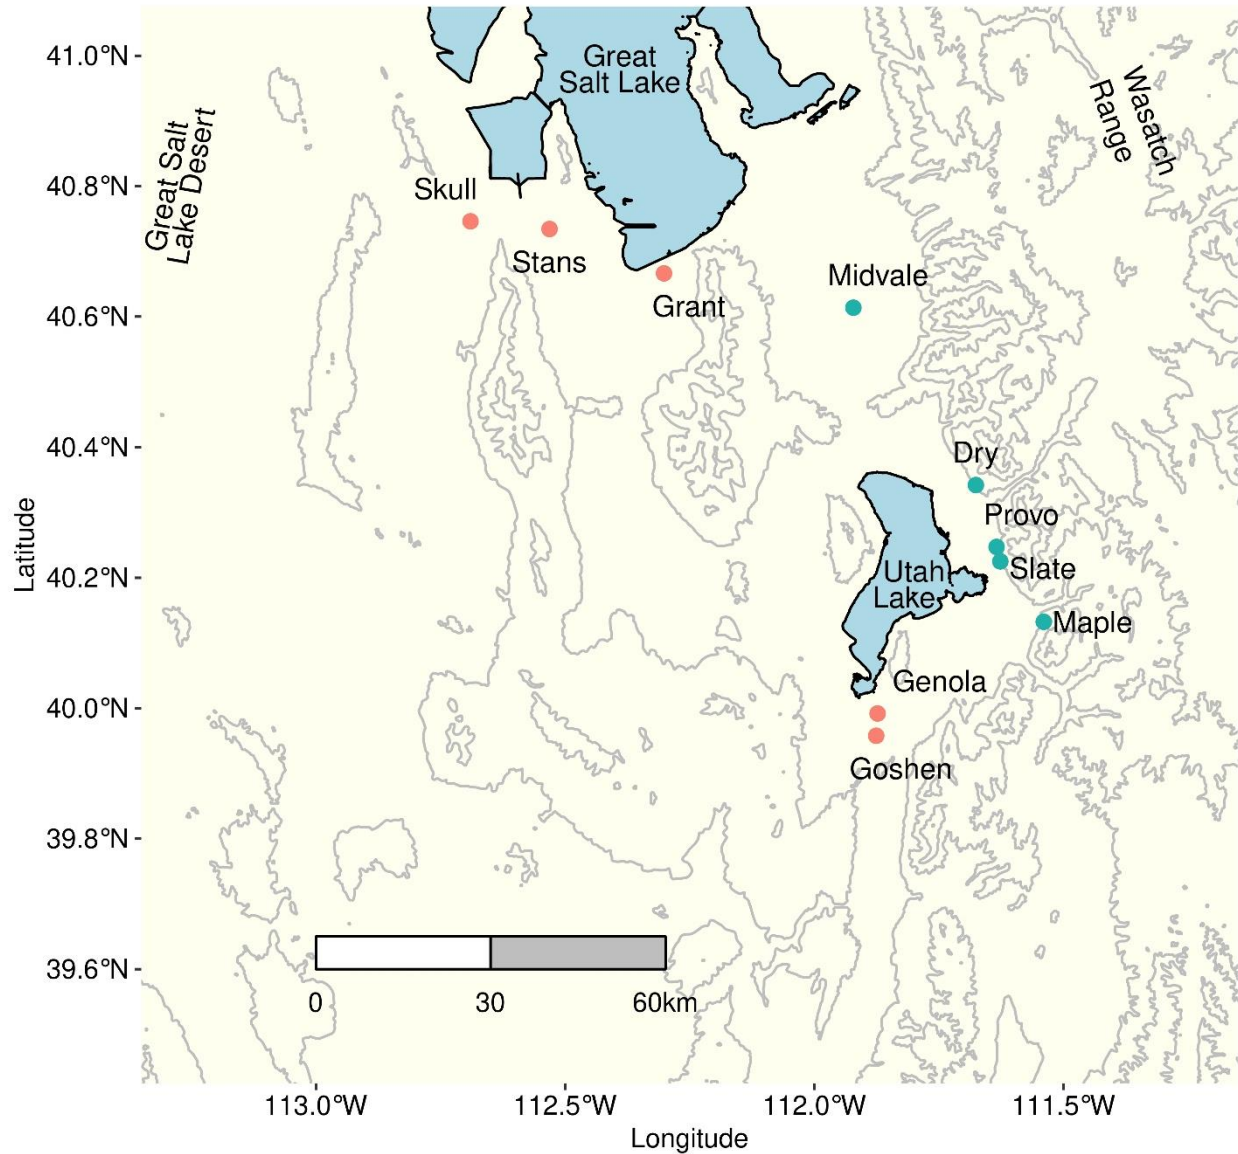 41.0°N
40.8°N
40.6°N
40.4°N
40.2°N
40.0°N
39.8°N
39.6°N
Latitude
Great Salt
Lake Desert
Great
Salt Lake
Wasatch
Range
Skull
Stans
Grant
Midvale
Dry
Provo
Slate
Utah
Lake
Maple
Genola
Goshen
0
30
60km
113.0°W
112.5°W
112.0°W
111.5°W
Longitude